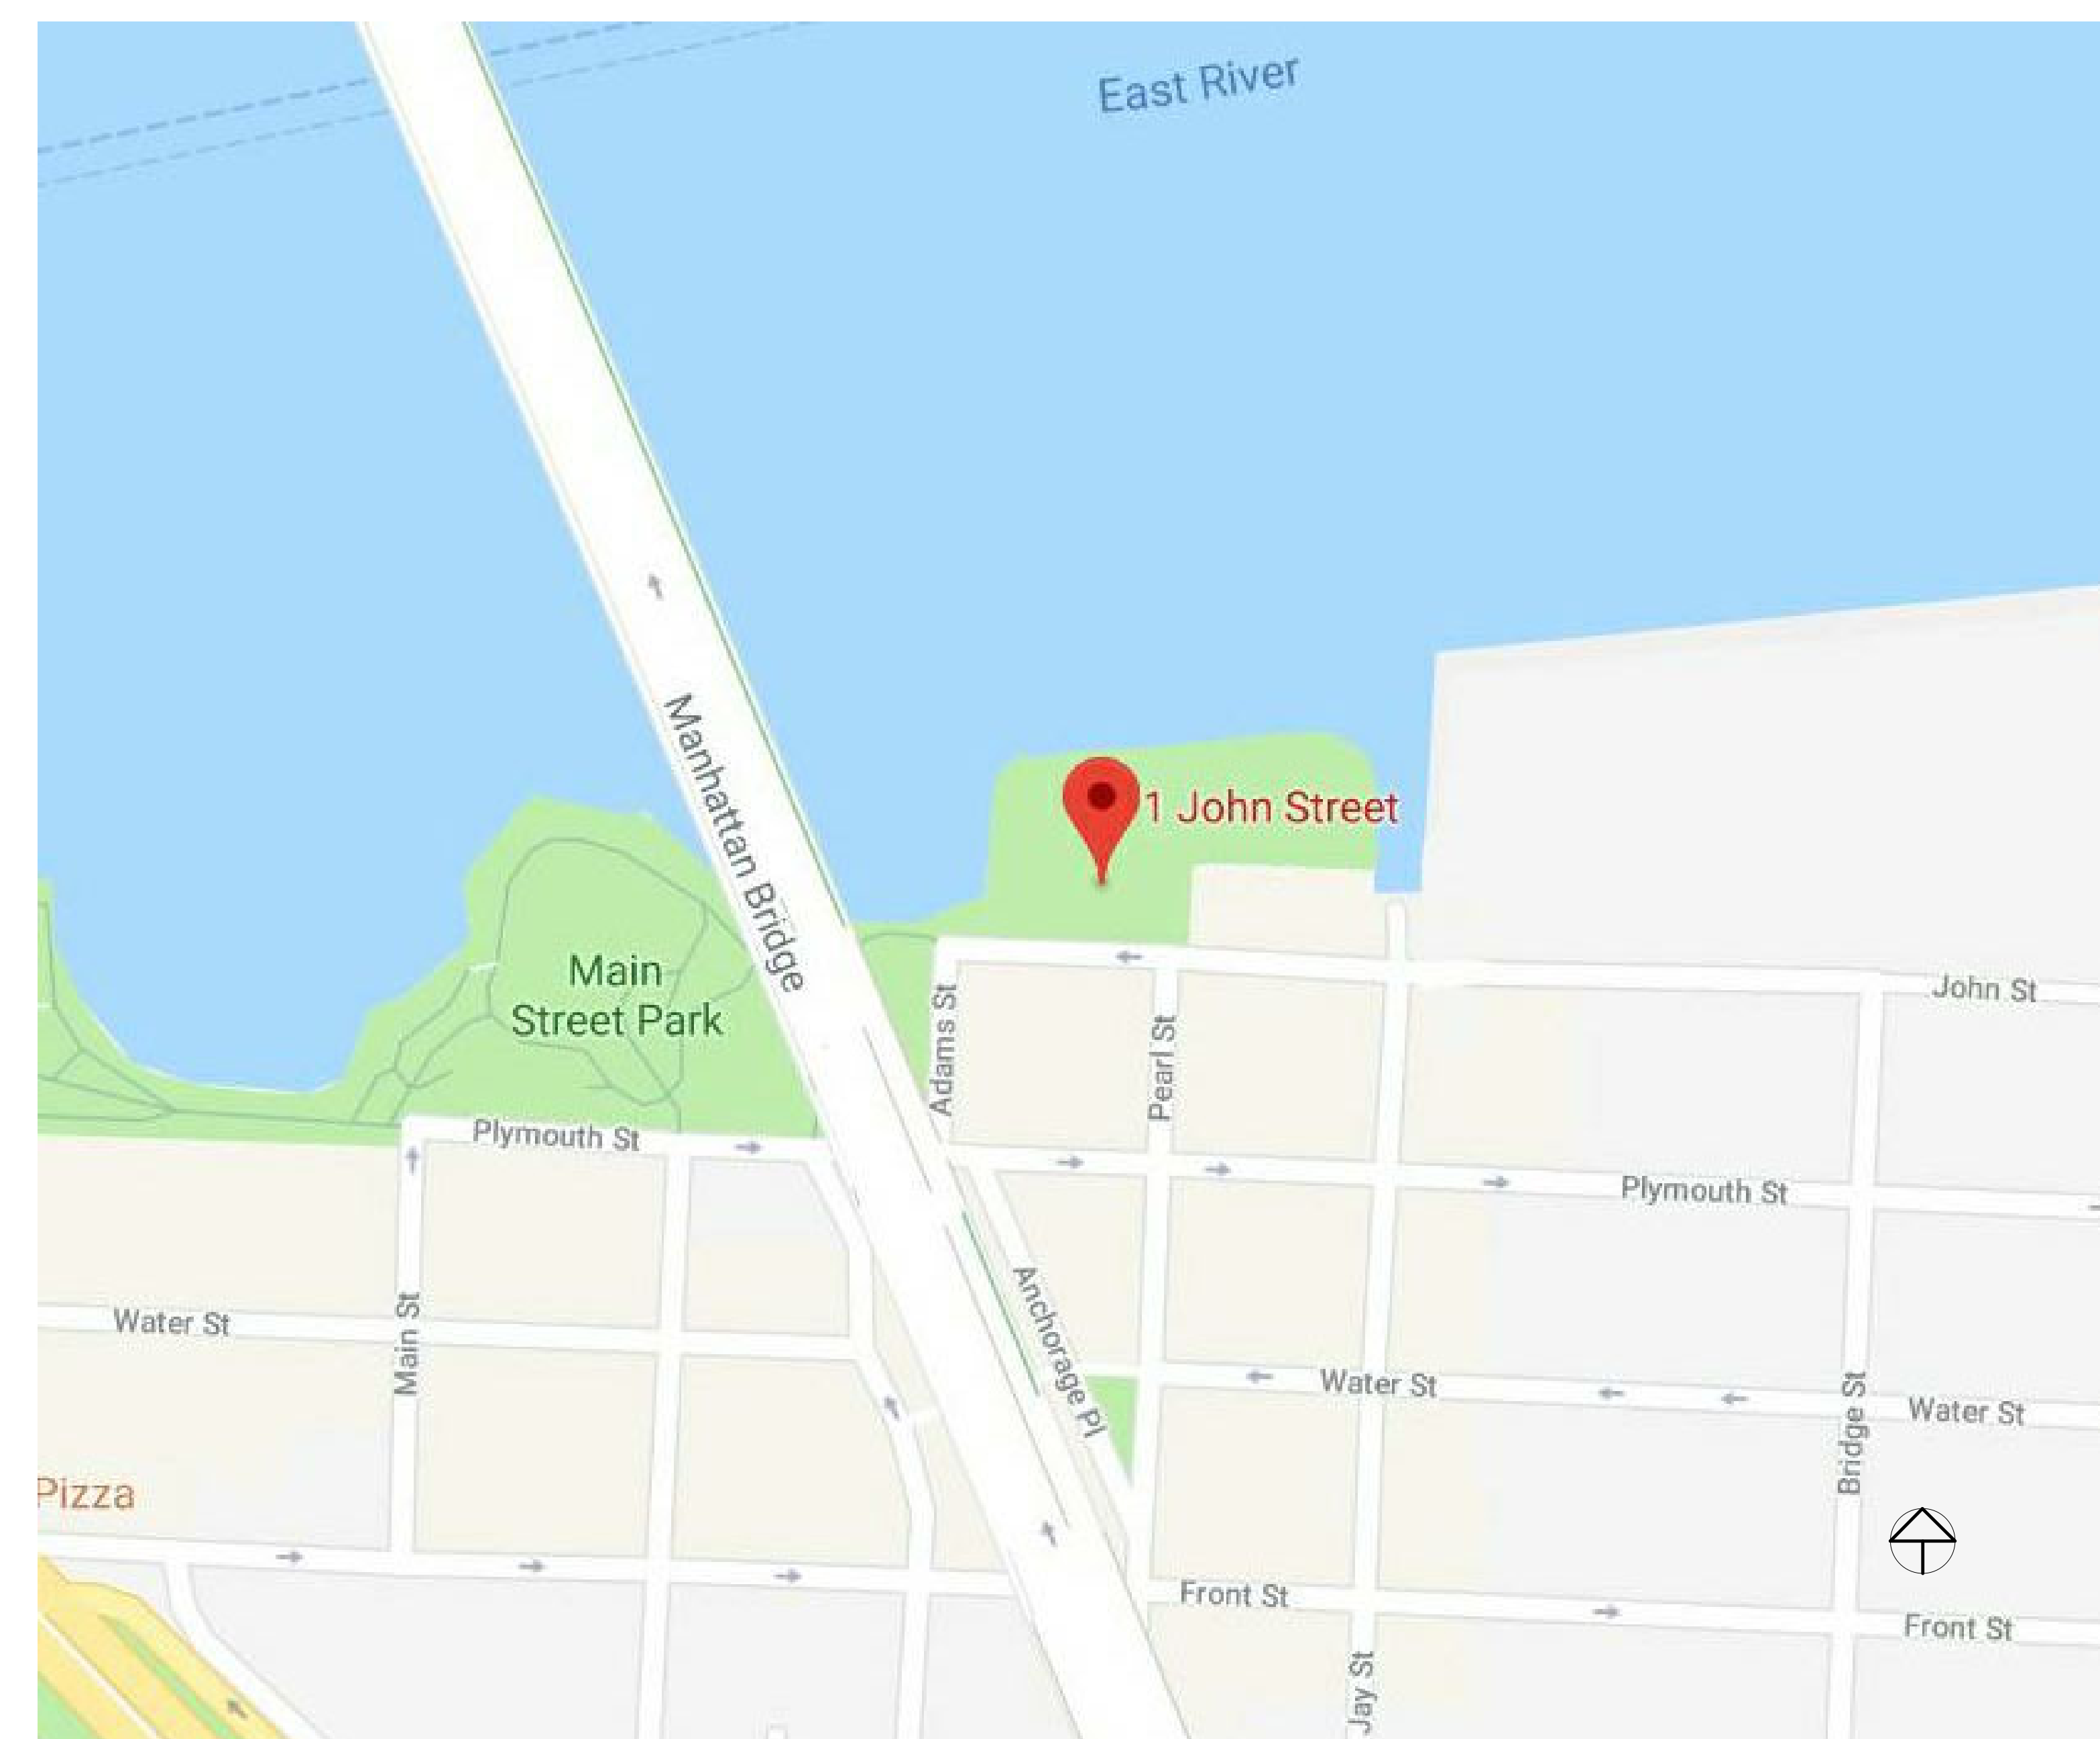 East River
Manhattan Bridge
1 John Street
Main
Street Park
John St
Adams St
Pearl St
Plymouth St
Plymouth St
Anchorage Pl
Water St
Main St
Water St
Water St
Bridge St
Pizza
Front St
Front St
Jay St